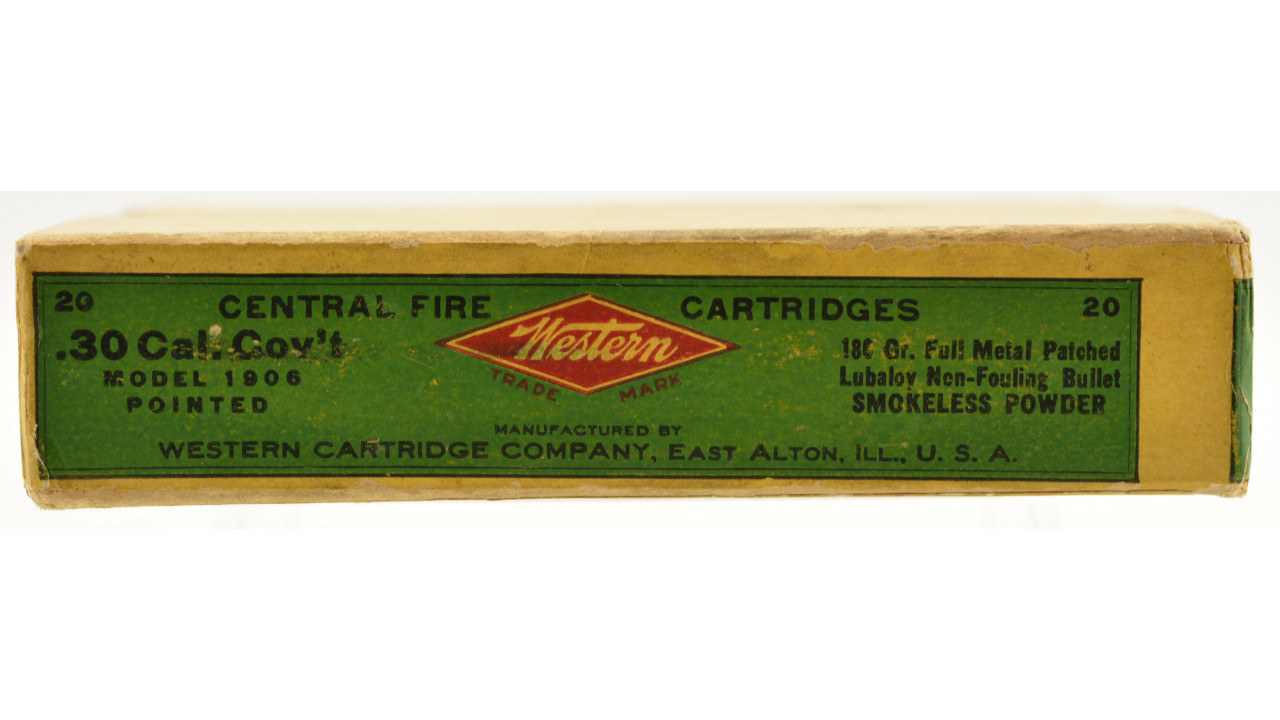 20 CENTRAL FIRE Western CARTRIDGES 20
TRADE MARK
.30 Cal. Gov't
MODEL 1906
POINTED
180 Gr. Full Metal Patched
Lubaloy Non-Fouling Bullet
SMOKELESS POWDER
MANUFACTURED BY
WESTERN CARTRIDGE COMPANY, EAST ALTON, ILL., U. S. A.